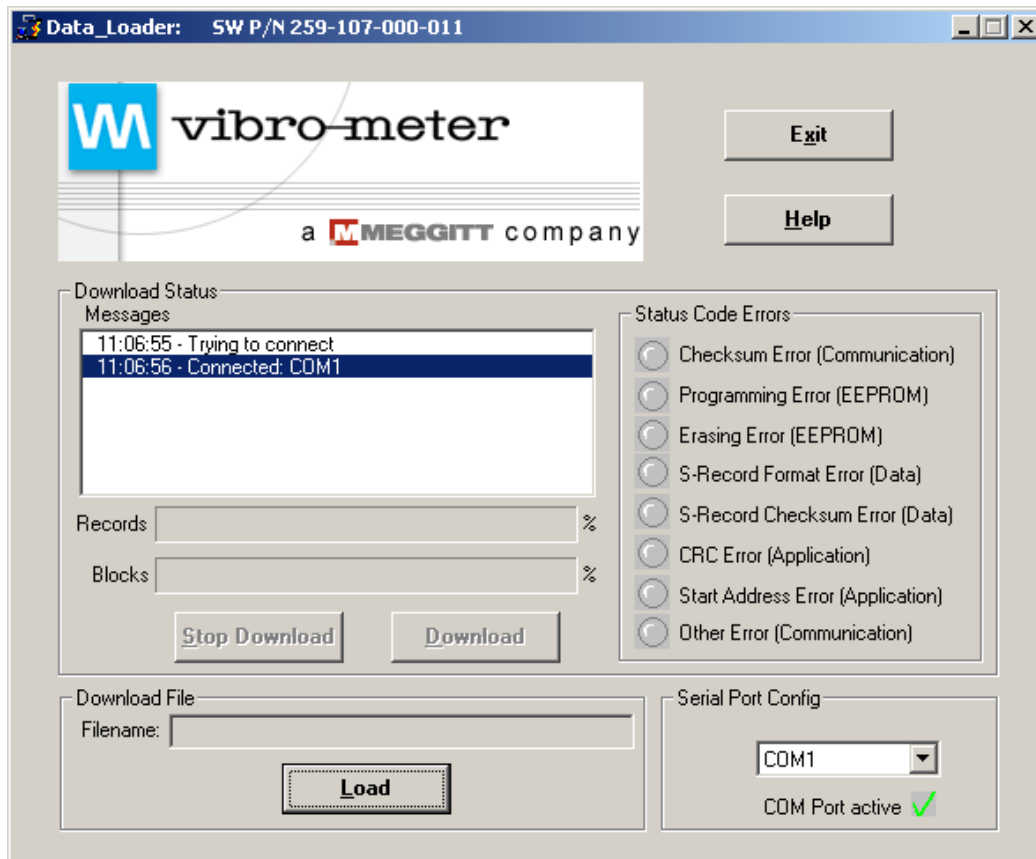 Data_Loader: SW P/N 259-107-000-011
vibro-meter
a MEGGITT company
Exit
Help
Download Status
Messages
11:06:55 - Trying to connect
11:06:56 - Connected: COM1
Records %
Blocks %
Stop Download
Download
Status Code Errors
Checksum Error (Communication)
Programming Error (EEPROM)
Erasing Error (EEPROM)
S-Record Format Error (Data)
S-Record Checksum Error (Data)
CRC Error (Application)
Start Address Error (Application)
Other Error (Communication)
Download File
Filename:
Load
Serial Port Config
COM1
COM Port active